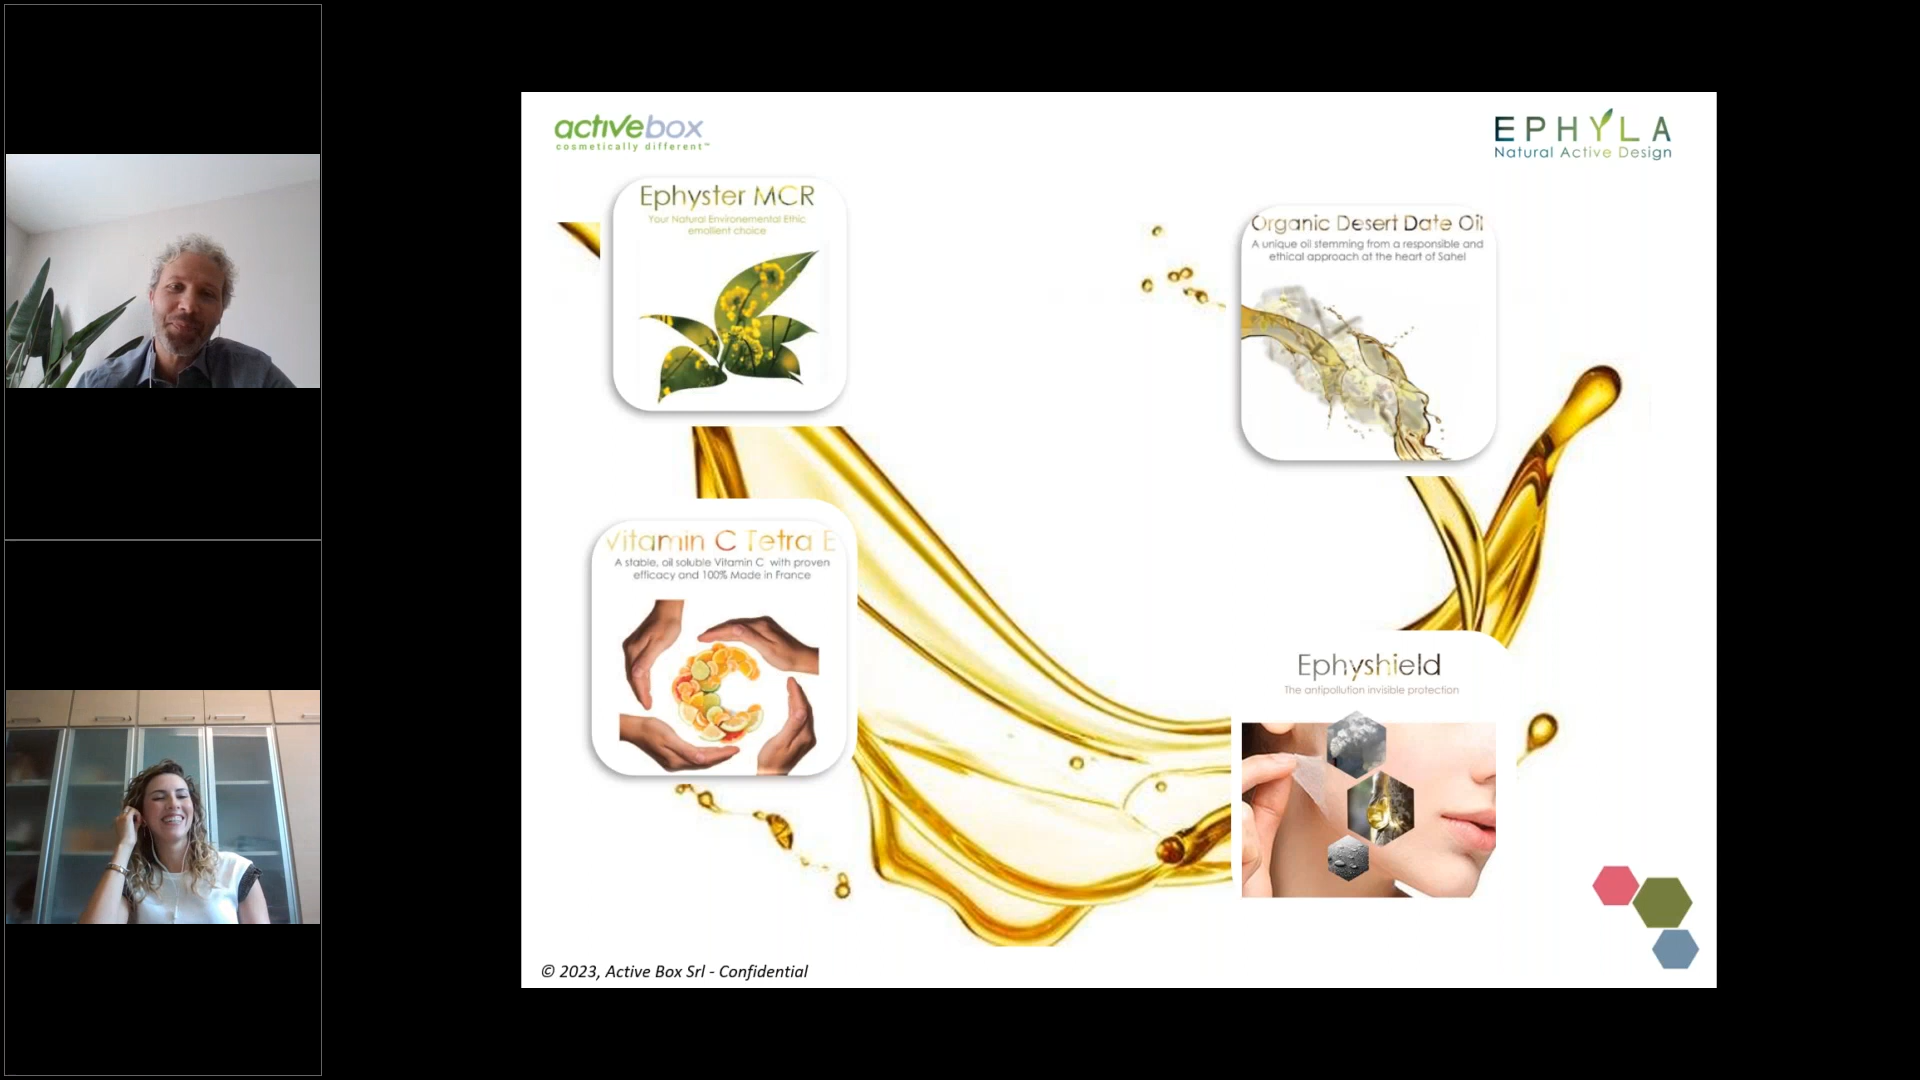 activebox
cosmetically different™
EPHYLA
Natural Active Design
Ephyster MCR
Your Natural Environemental Ethic
emollient choice
Organic Desert Date Oil
A unique oil stemming from a responsible and
ethical approach at the heart of Sahel
Vitamin C Tetra E
A stable, oil soluble Vitamin C with proven
efficacy and 100% Made in France
Ephyshield
The antipollution invisible protection
© 2023, Active Box Srl - Confidential